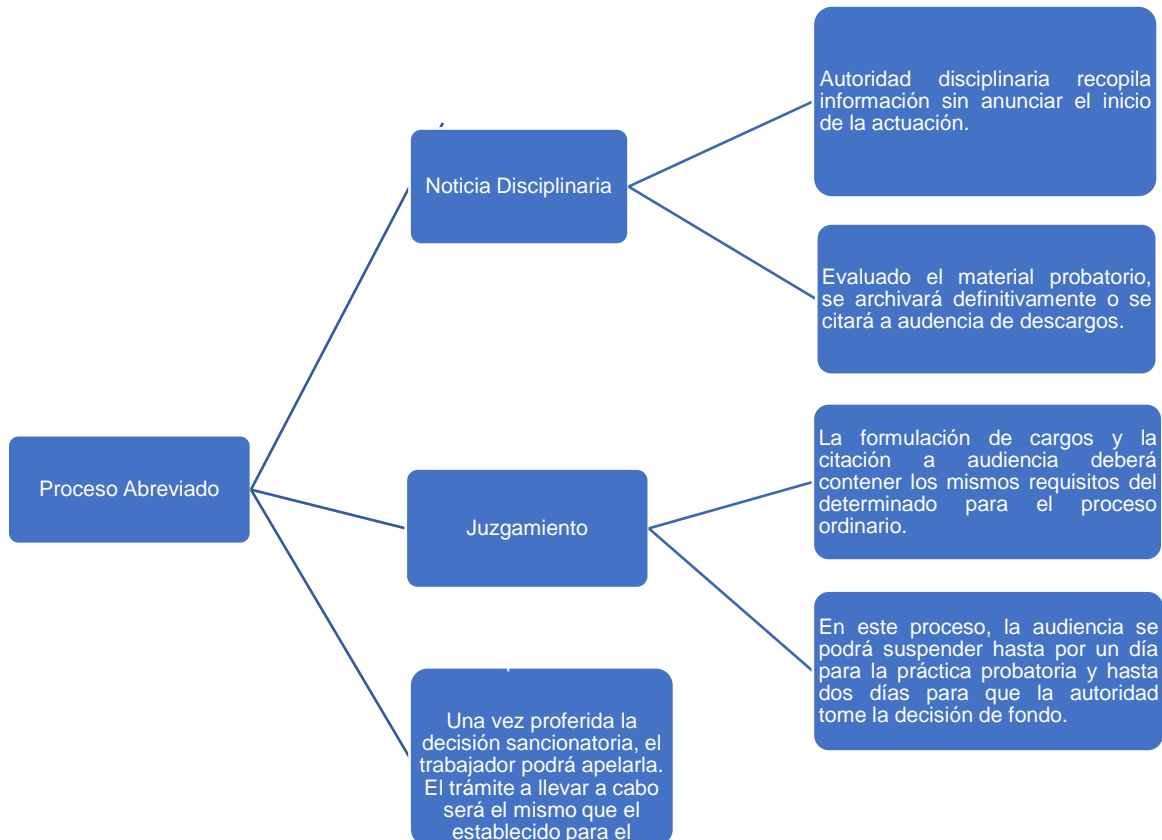 Proceso Abreviado
Noticia Disciplinaria
Autoridad disciplinaria recopila
información sin anunciar el inicio
de la actuación.
Evaluado el material probatorio,
se archivará definitivamente o se
citará a audencia de descargos.
Juzgamiento
La formulación de cargos y la
citación a audiencia deberá
contener los mismos requisitos del
determinado para el proceso
ordinario.
En este proceso, la audiencia se
podrá suspender hasta por un día
para la práctica probatoria y hasta
dos días para que la autoridad
tome la decisión de fondo.
Una vez proferida la
decisión sancionatoria, el
trabajador podrá apelarla.
El trámite a llevar a cabo
será el mismo que el
establecido para el